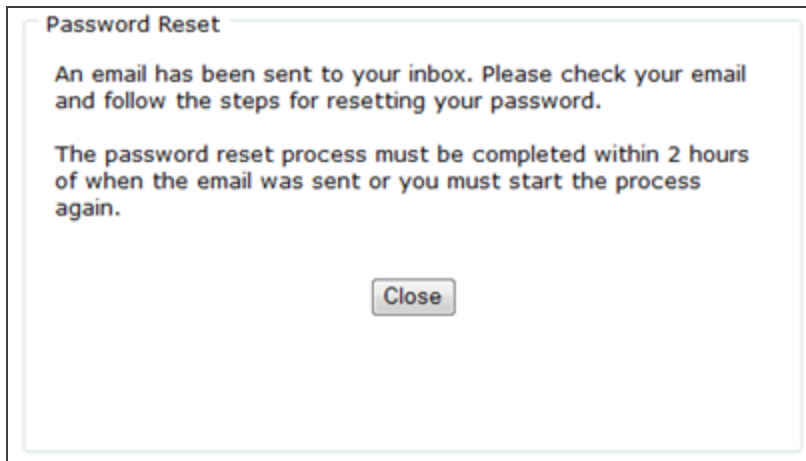 Password Reset
An email has been sent to your inbox. Please check your email
and follow the steps for resetting your password.
The password reset process must be completed within 2 hours
of when the email was sent or you must start the process
again.
Close